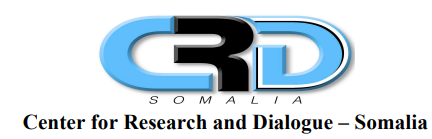 CRD
SOMALIA
Center for Research and Dialogue – Somalia